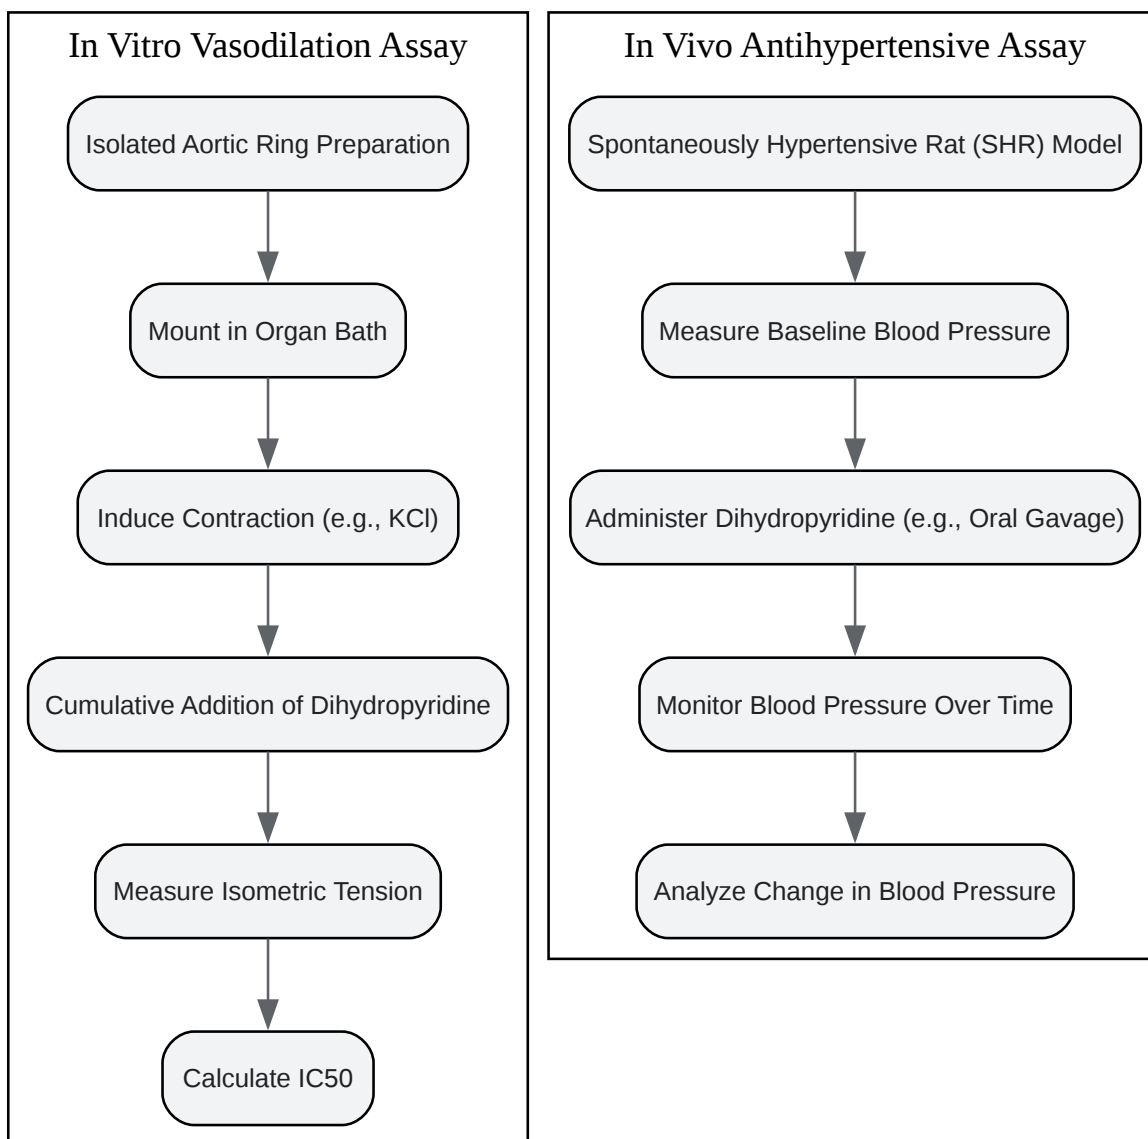 In Vitro Vasodilation Assay
Isolated Aortic Ring Preparation
Mount in Organ Bath
Induce Contraction (e.g., KCl)
Cumulative Addition of Dihydropyridine
Measure Isometric Tension
Calculate IC50
In Vivo Antihypertensive Assay
Spontaneously Hypertensive Rat (SHR) Model
Measure Baseline Blood Pressure
Administer Dihydropyridine (e.g., Oral Gavage)
Monitor Blood Pressure Over Time
Analyze Change in Blood Pressure